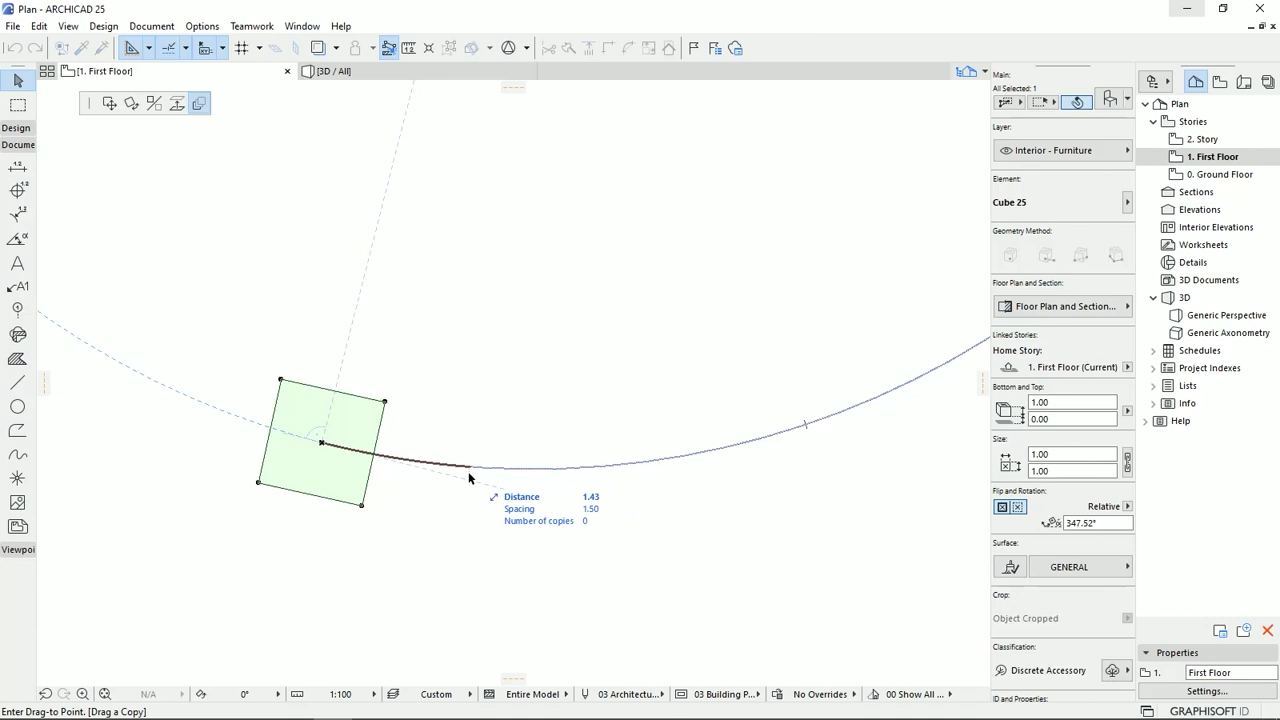 Plan - ARCHICAD 25
File Edit View Design Document Options Teamwork Window Help
[1. First Floor]
[3D / All]
Design
Docume
Viewpoi
Distance 1.43
Spacing 1.50
Number of copies 0
Main:
All Selected: 1
Layer:
Interior - Furniture
Element:
Cube 25
Geometry Method:
Floor Plan and Section:
Floor Plan and Section...
Linked Stories:
Home Story:
1. First Floor (Current)
Bottom and Top:
1.00
0.00
Size:
1.00
1.00
Flip and Rotation:
Relative
347.52°
Surface:
GENERAL
Crop:
Object Cropped
Classification:
Discrete Accessory
ID and Properties:
Plan
Stories
2. Story
1. First Floor
0. Ground Floor
Sections
Elevations
Interior Elevations
Worksheets
Details
3D Documents
3D
Generic Perspective
Generic Axonometry
Schedules
Project Indexes
Lists
Info
Help
Properties
1. First Floor
Settings...
N/A 0° 1:100 Custom Entire Model 03 Architectu... 03 Building P... No Overrides 00 Show All ...
Enter Drag-to Point. [Drag a Copy]
GRAPHISOFT ID